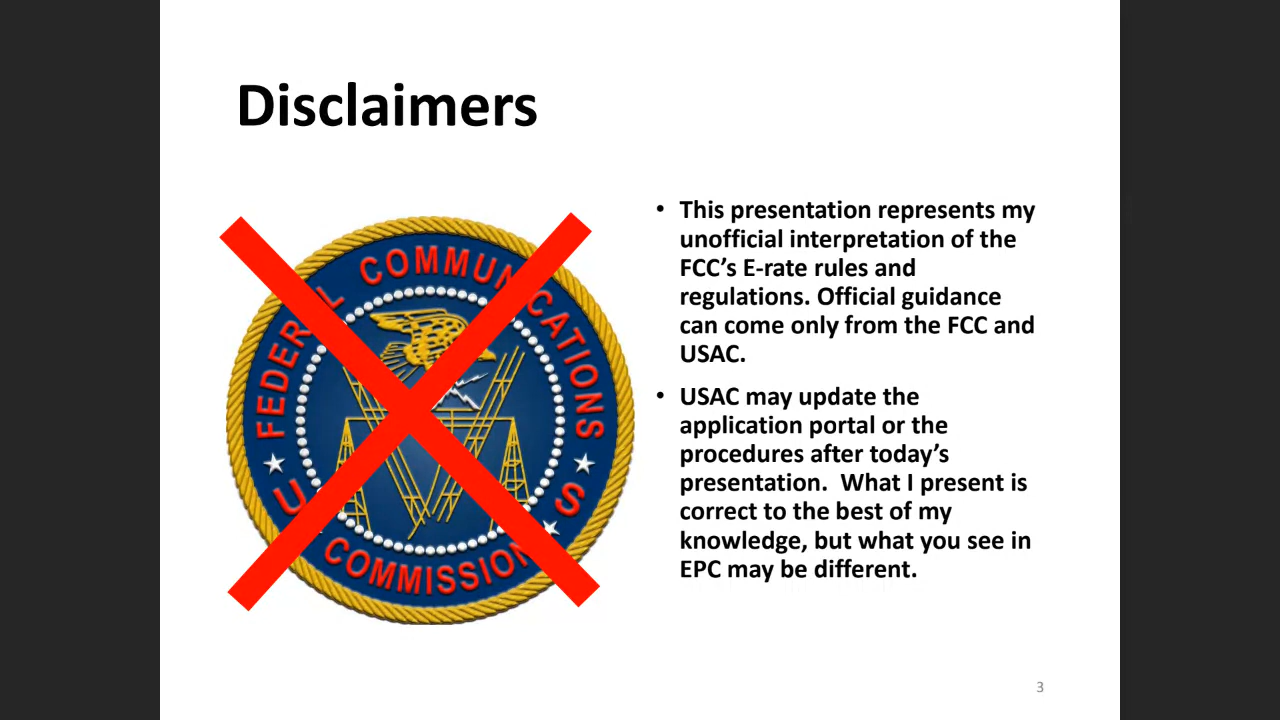 Disclaimers
FEDERAL COMMUNICATIONS
COMMISSION
U S
• This presentation represents my
unofficial interpretation of the
FCC’s E-rate rules and
regulations. Official guidance
can come only from the FCC and
USAC.
• USAC may update the
application portal or the
procedures after today’s
presentation.  What I present is
correct to the best of my
knowledge, but what you see in
EPC may be different.
3